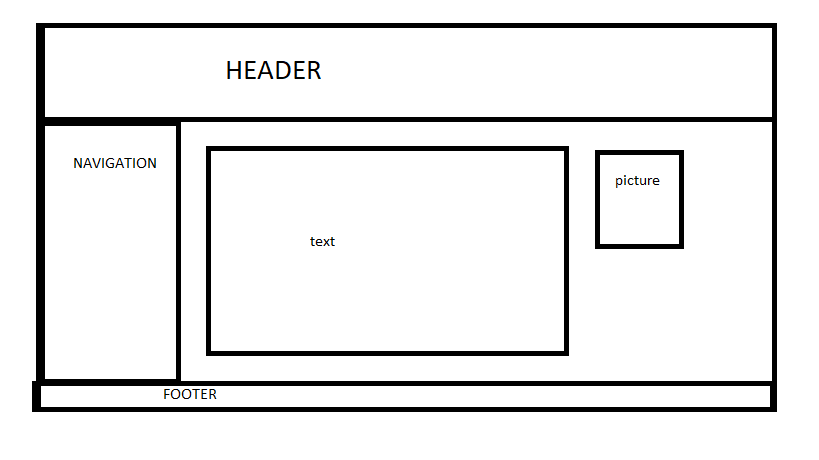 HEADER
NAVIGATION
picture
text
FOOTER